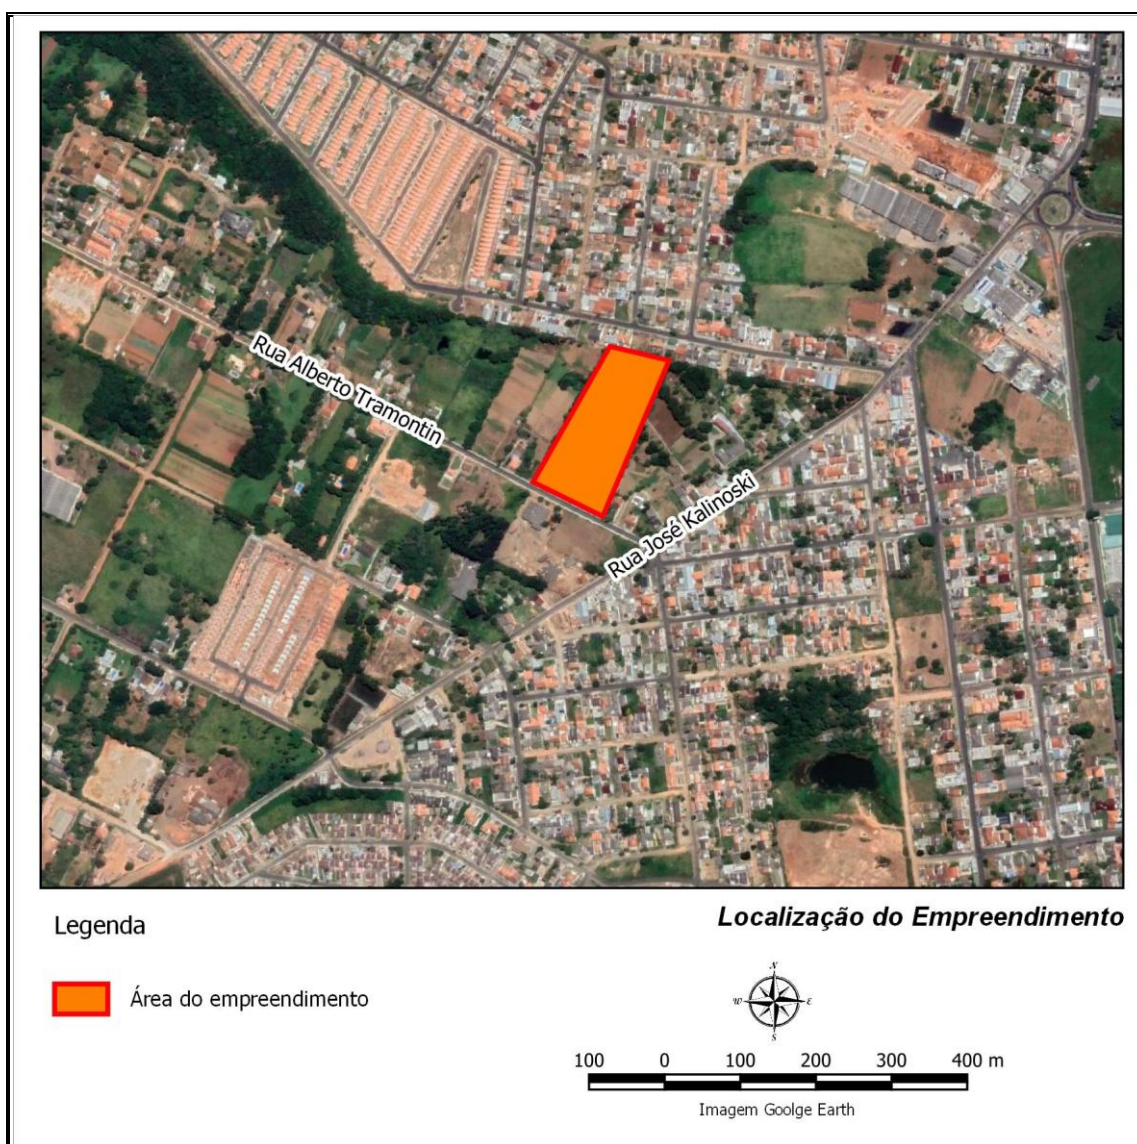 Rua Alberto Tramontin
Rua José Kalinoski
Legenda
Localização do Empreendimento
Área do empreendimento
N
W E
S
100 0 100 200 300 400 m
Imagem Goolge Earth